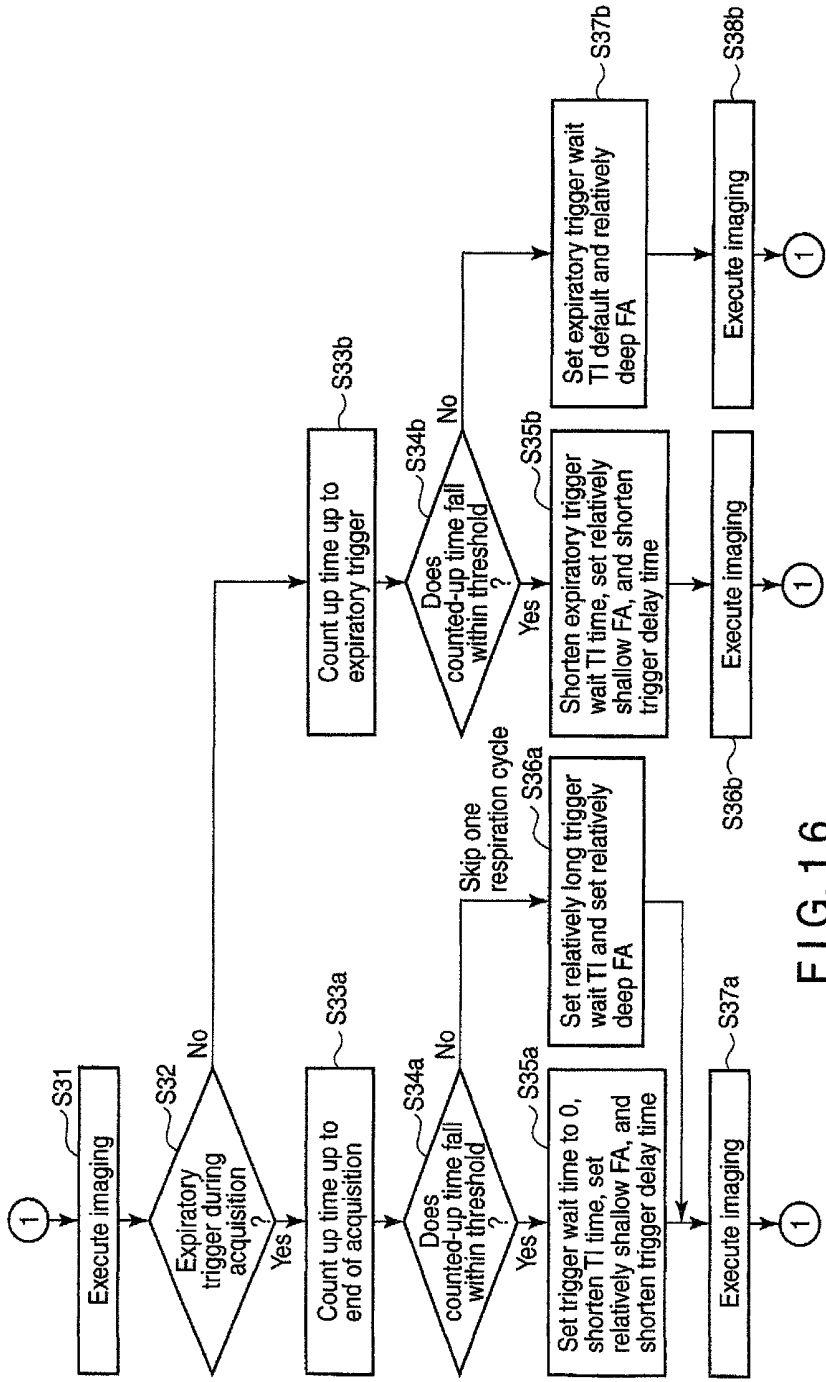 1
S31
Execute imaging
S32
Expiratory
trigger during
acquisition
?
Yes
No
S33a
Count up time up to
end of acquisition
S34a
Does
counted-up time fall
within threshold
?
Yes
No
Skip one
respiration cycle
S35a
Set trigger wait time to 0,
shorten TI time, set
relatively shallow FA, and
shorten trigger delay time
S36a
Set relatively long trigger
wait TI and set relatively
deep FA
S37a
Execute imaging
1
S33b
Count up time up to
expiratory trigger
S34b
Does
counted-up time fall
within threshold
?
Yes
No
S35b
Shorten expiratory trigger
wait TI time, set relatively
shallow FA, and shorten
trigger delay time
S36b
Execute imaging
1
S37b
Set expiratory trigger wait
TI default and relatively
deep FA
S38b
Execute imaging
1
FIG. 16